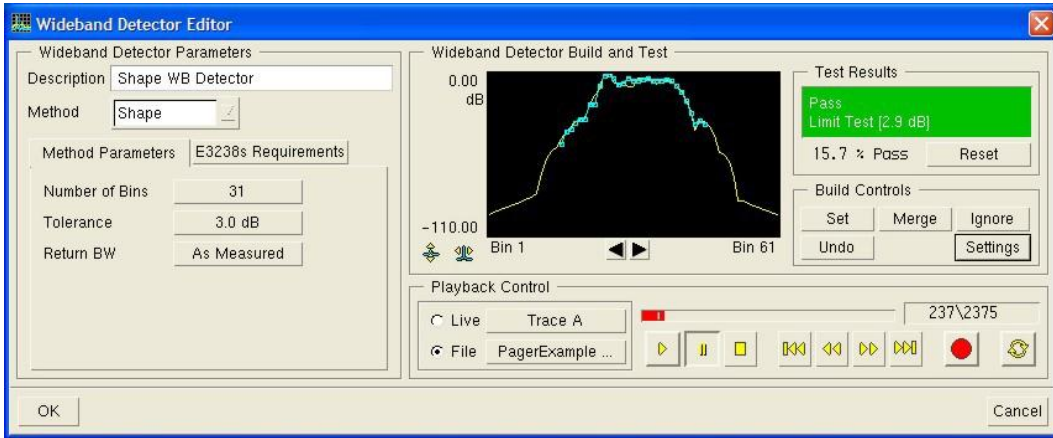 Wideband Detector Editor
Wideband Detector Parameters
Description Shape WB Detector
Method Shape
Method Parameters E3238s Requirements
Number of Bins 31
Tolerance 3.0 dB
Return BW As Measured
Wideband Detector Build and Test
0.00
dB
-110.00
Bin 1 Bin 61
Test Results
Pass
Limit Test [2.9 dB]
15.7 % Pass Reset
Build Controls
Set Merge Ignore
Undo Settings
Playback Control
Live Trace A
File PagerExample ...
237\2375
OK Cancel